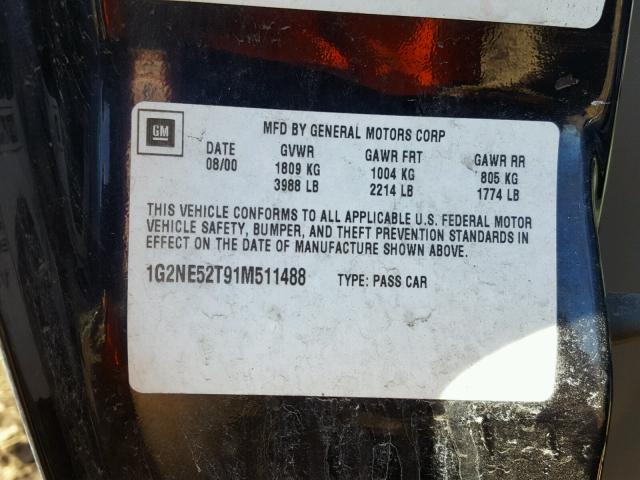 GM
MFD BY GENERAL MOTORS CORP
DATE GVWR GAWR FRT GAWR RR
08/00 1809 KG 1004 KG 805 KG
3988 LB 2214 LB 1774 LB
THIS VEHICLE CONFORMS TO ALL APPLICABLE U.S. FEDERAL MOTOR
VEHICLE SAFETY, BUMPER, AND THEFT PREVENTION STANDARDS IN
EFFECT ON THE DATE OF MANUFACTURE SHOWN ABOVE.
1G2NE52T91M511488 TYPE: PASS CAR